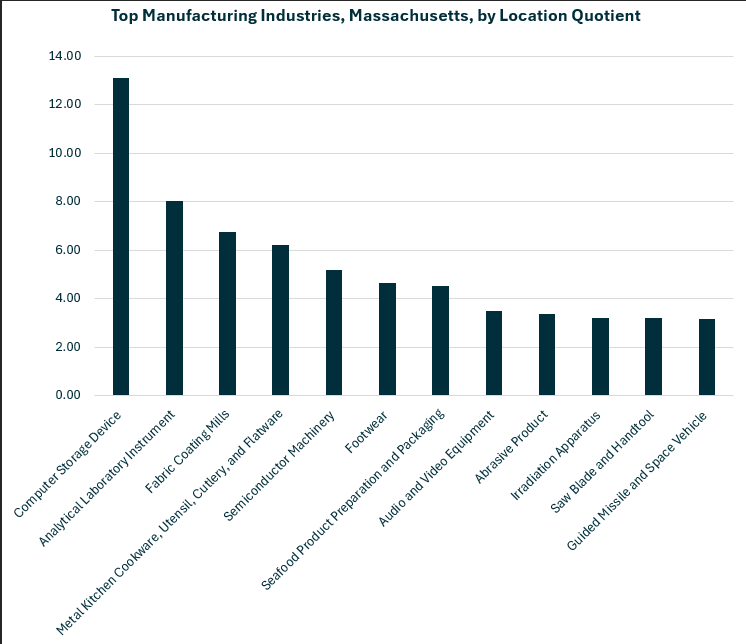 Top Manufacturing Industries, Massachusetts, by Location Quotient
14.00
12.00
10.00
8.00
6.00
4.00
2.00
0.00
Computer Storage Device
Analytical Laboratory Instrument
Fabric Coating Mills
Metal Kitchen Cookware, Utensil, Cutlery, and Flatware
Semiconductor Machinery
Footwear
Seafood Product Preparation and Packaging
Audio and Video Equipment
Abrasive Product
Irradiation Apparatus
Saw Blade and Handtool
Guided Missile and Space Vehicle